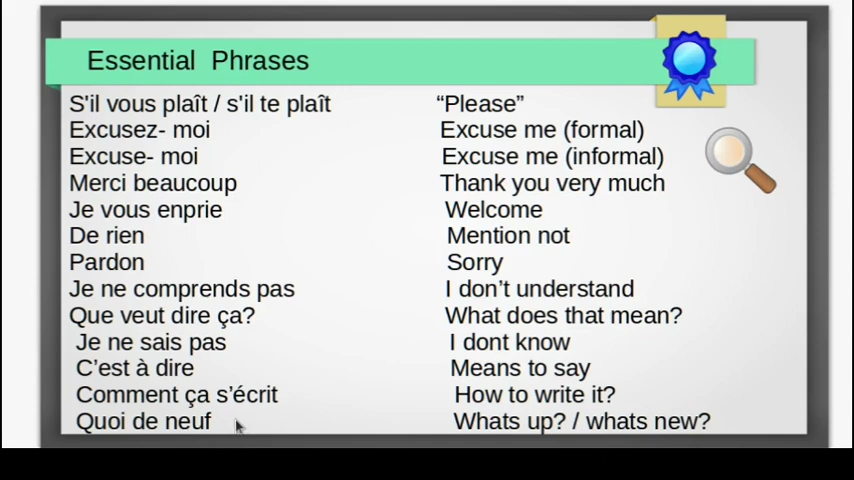 Essential Phrases
S'il vous plaît / s'il te plaît “Please”
Excusez- moi Excuse me (formal)
Excuse- moi Excuse me (informal)
Merci beaucoup Thank you very much
Je vous enprie Welcome
De rien Mention not
Pardon Sorry
Je ne comprends pas I don’t understand
Que veut dire ça? What does that mean?
Je ne sais pas I dont know
C’est à dire Means to say
Comment ça s’écrit How to write it?
Quoi de neuf Whats up? / whats new?